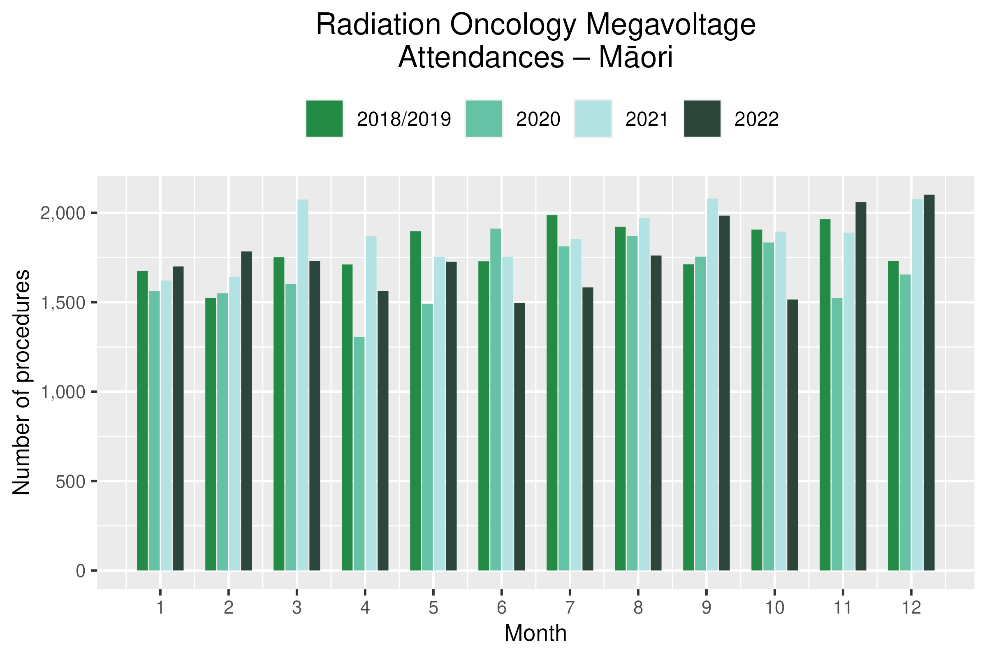 Radiation Oncology Megavoltage
Attendances – Māori
2018/2019 2020 2021 2022
Number of procedures
2,000
1,500
1,000
500
0
1 2 3 4 5 6 7 8 9 10 11 12
Month